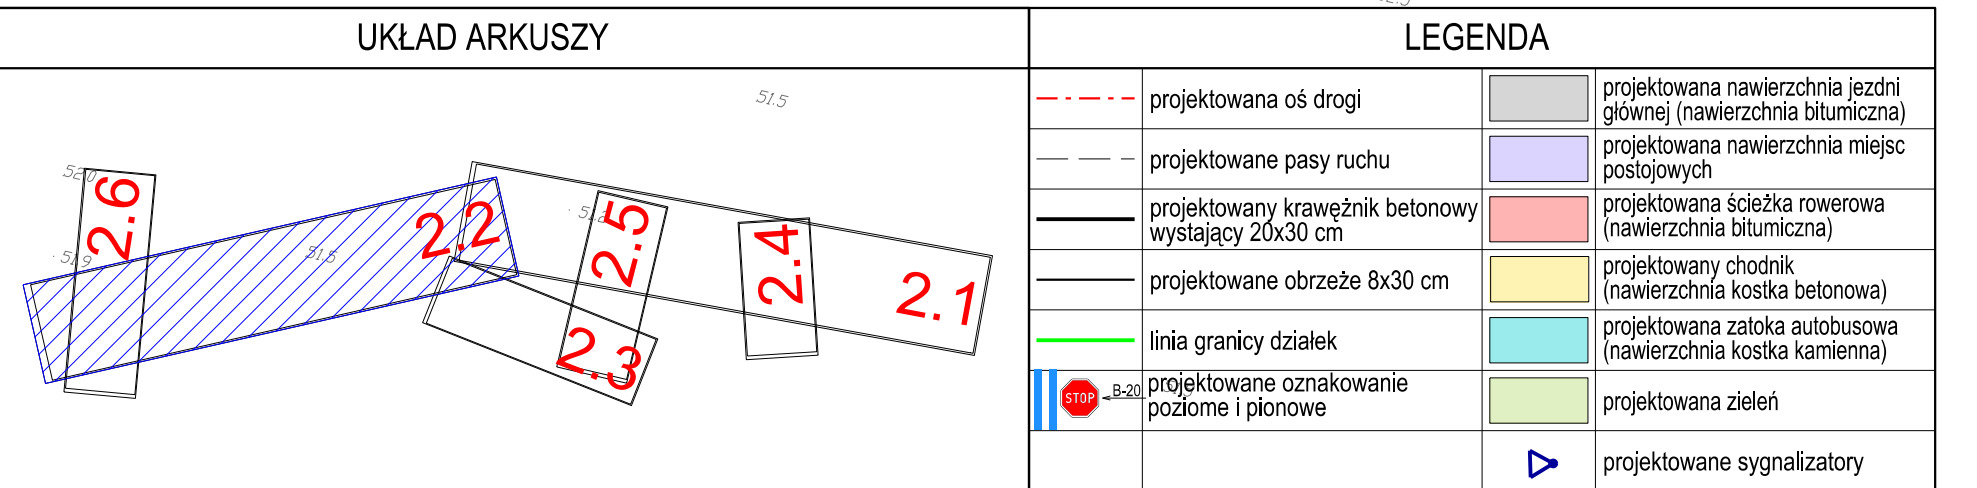 UKŁAD ARKUSZY
51.5
52.0
2.6
2.2
51.2
2.5
2.4
51.9
51.5
2.1
2.3
LEGENDA
projektowana oś drogi
projektowana nawierzchnia jezdni
głównej (nawierzchnia bitumiczna)
projektowane pasy ruchu
projektowana nawierzchnia miejsc
postojowych
projektowany krawężnik betonowy
wystający 20x30 cm
projektowana ścieżka rowerowa
(nawierzchnia bitumiczna)
projektowane obrzeże 8x30 cm
projektowany chodnik
(nawierzchnia kostka betonowa)
linia granicy działek
projektowana zatoka autobusowa
(nawierzchnia kostka kamienna)
STOP
B-20
projektowane oznakowanie
poziome i pionowe
projektowana zieleń
projektowane sygnalizatory